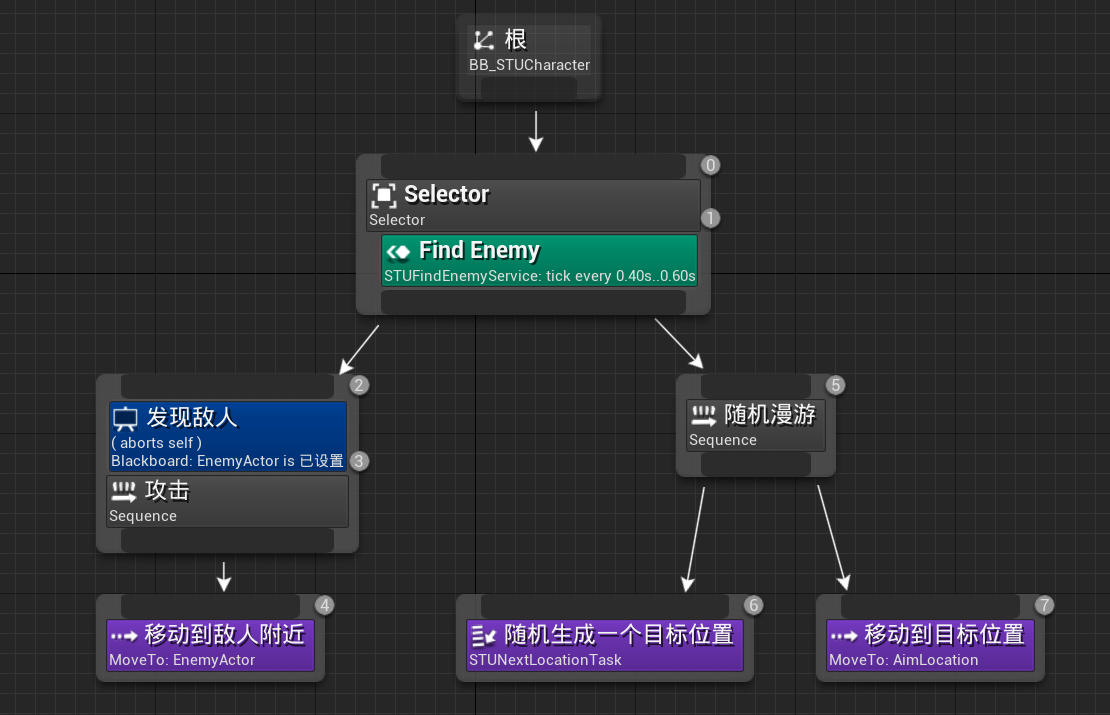 根
BB_STUCharacter
0
Selector
Selector
1
Find Enemy
STUFindEnemyService: tick every 0.40s..0.60s
2
发现敌人
( aborts self )
Blackboard: EnemyActor is 已设置
3
攻击
Sequence
5
随机漫游
Sequence
4
移动到敌人附近
MoveTo: EnemyActor
6
随机生成一个目标位置
STUNextLocationTask
7
移动到目标位置
MoveTo: AimLocation